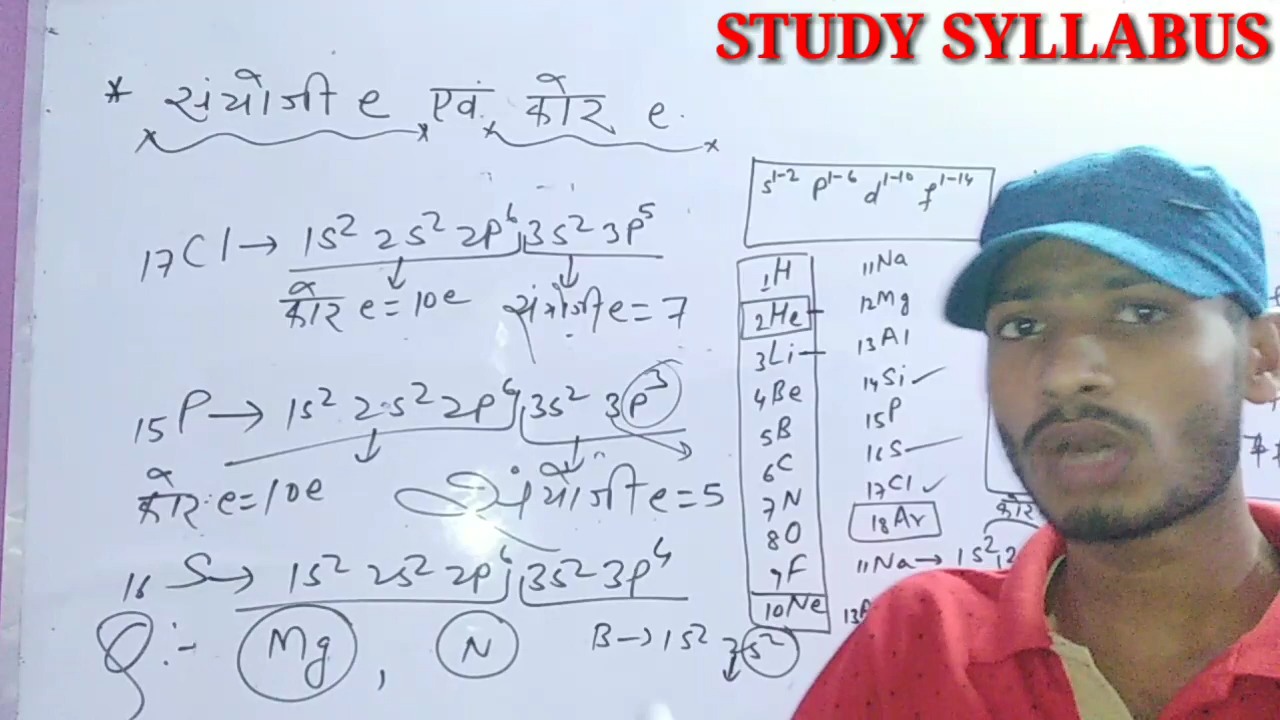 STUDY SYLLABUS
* संयोजी e एवं कोर e.
17Cl → 1s² 2s² 2p⁶ 3s² 3p⁵
कोर e = 10e संयोजी e = 7
15P → 1s² 2s² 2p⁶ 3s² 3p³
कोर e = 10e संयोजी e = 5
16S → 1s² 2s² 2p⁶ 3s² 3p⁴
Q:- Mg, N
B → 1s²
s¹⁻² p¹⁻⁶ d¹⁻¹⁰ f¹⁻¹⁴
1H
2He
3Li
4Be
5B
6C
7N
8O
9F
10Ne
11Na
12Mg
13Al
14Si
15P
16S
17Cl
18Ar
11Na → 1s²
कोर